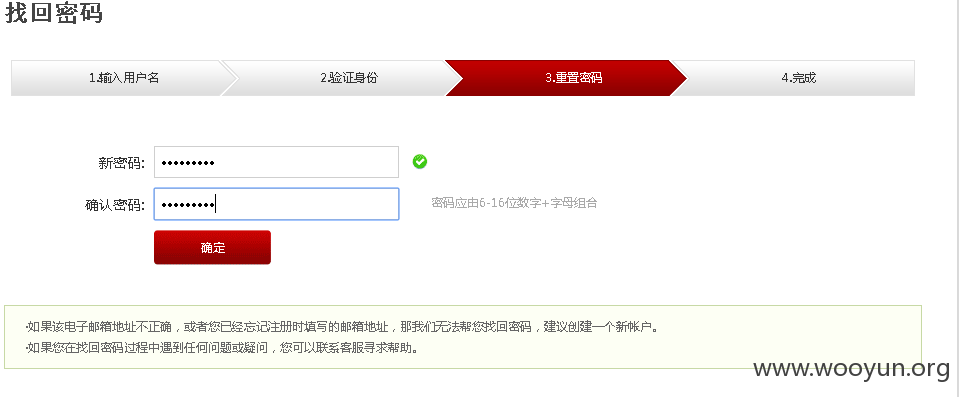 找回密码
1.输入用户名
2.验证身份
3.重置密码
4.完成
新密码: •••••••••
确认密码: ••••••••• 密码应由6-16位数字+字母组合
确定
·如果该电子邮箱地址不正确，或者您已经忘记注册时填写的邮箱地址，那我们无法帮您找回密码，建议创建一个新帐户。
·如果您在找回密码过程中遇到任何问题或疑问，您可以联系客服寻求帮助。
www.wooyun.org